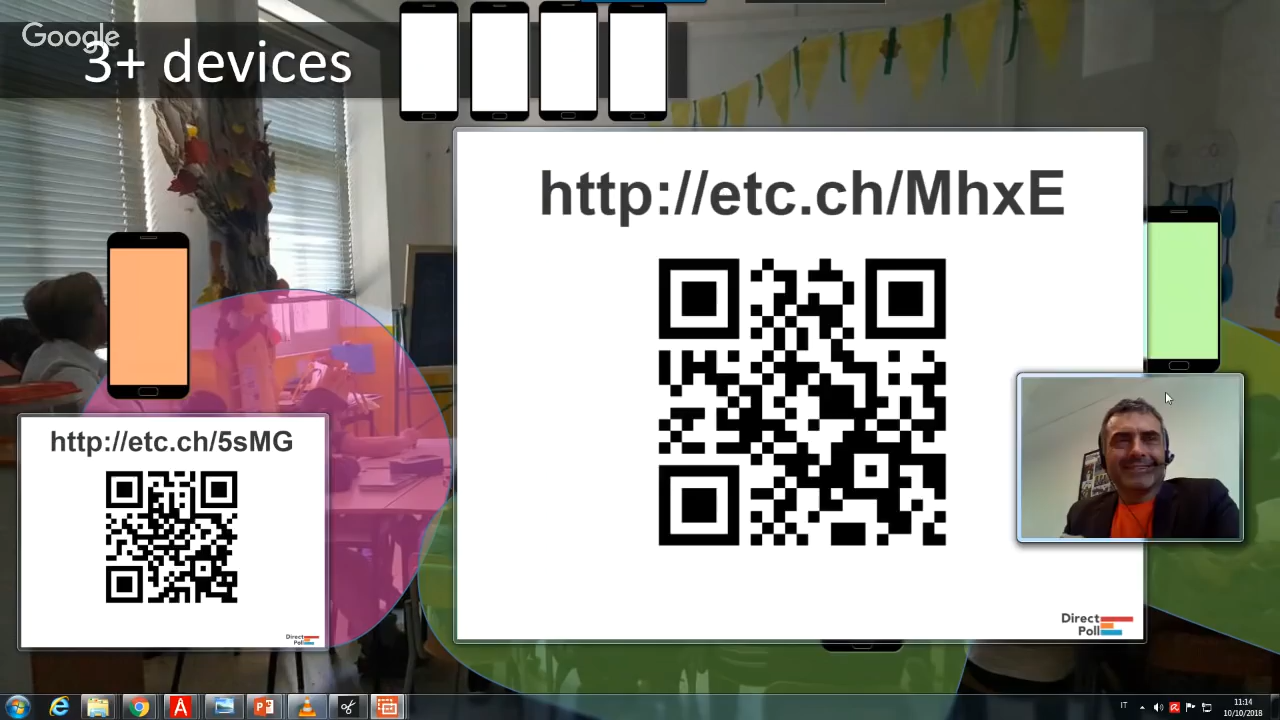 Google
3+ devices
http://etc.ch/MhxE
http://etc.ch/5sMG
Direct
Poll
Direct
Poll
IT
11:14
10/10/2018